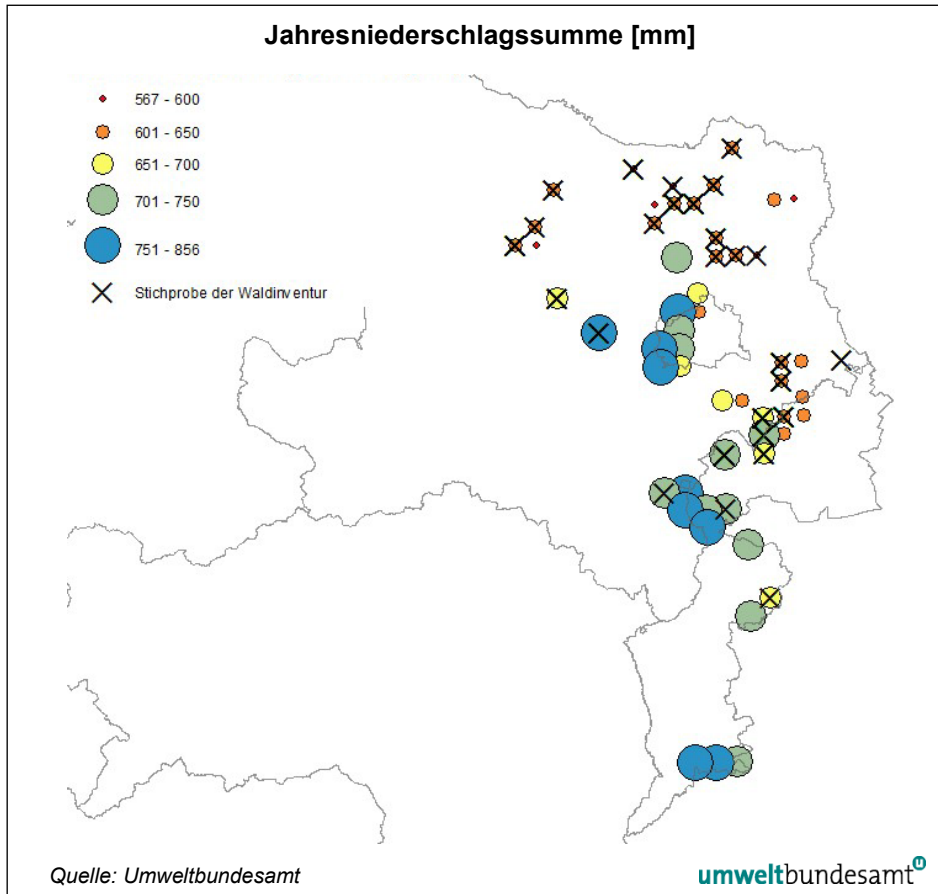 Jahresniederschlagssumme [mm]
567 - 600
601 - 650
651 - 700
701 - 750
751 - 856
Stichprobe der Waldinventur
Quelle: Umweltbundesamt
umweltbundesamt U